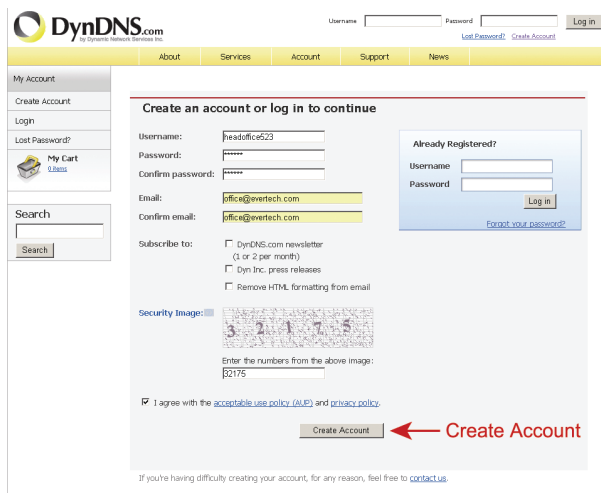 DynDNS.com
by Dynamic Network Services Inc.
Username Password Log in
Lost Password? Create Account
About Services Account Support News
My Account
Create Account
Login
Lost Password?
My Cart
0 items
Search
Search
Create an account or log in to continue
Username: headoffice523
Password: ******
Confirm password: ******
Email: office@evertech.com
Confirm email: office@evertech.com
Subscribe to: DynDNS.com newsletter
(1 or 2 per month)
Dyn Inc. press releases
Remove HTML formatting from email
Security Image:
3 2 1 7 5
Enter the numbers from the above image:
32175
I agree with the acceptable use policy (AUP) and privacy policy.
Create Account
Create Account
Already Registered?
Username
Password
Log in
Forgot your password?
If you're having difficulty creating your account, for any reason, feel free to contact us.